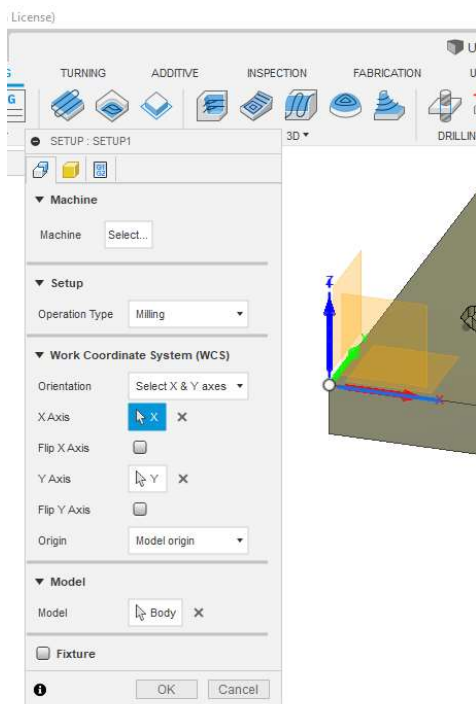 License)
U
G
TURNING
ADDITIVE
INSPECTION
FABRICATION
U
G
3D
DRILLIN
SETUP : SETUP1
G1
G2
Machine
Machine
Select...
Setup
Operation Type
Milling
Work Coordinate System (WCS)
Orientation
Select X & Y axes
X Axis
X
Flip X Axis
Y Axis
Y
Flip Y Axis
Origin
Model origin
Model
Model
Body
Fixture
OK
Cancel
Z
X